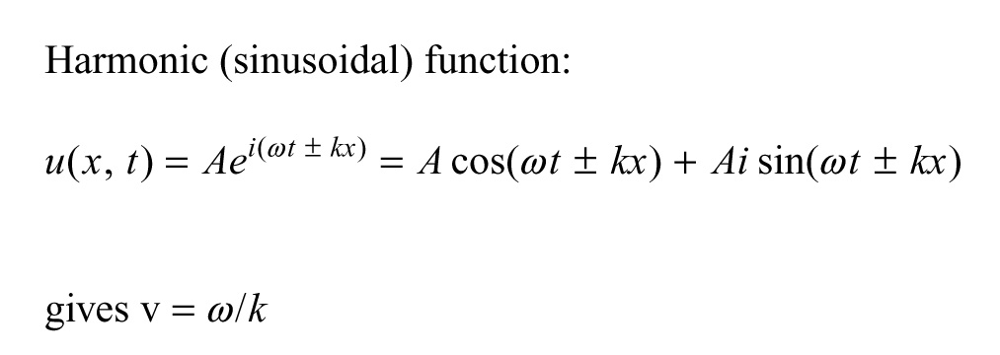 Harmonic (sinusoidal) function:
u(x, t) = Ae^{i(ωt ± kx)} = A cos(ωt ± kx) + Ai sin(ωt ± kx)
gives v = ω/k